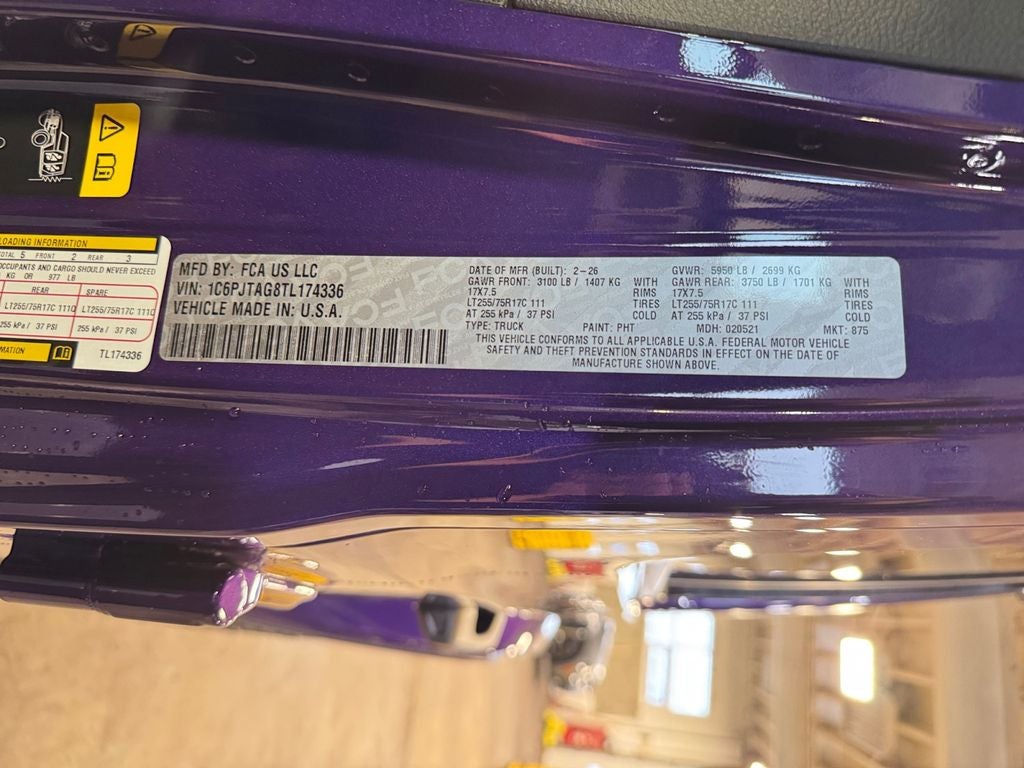 LOADING INFORMATION
TOTAL 5 FRONT 2 REAR 3
OCCUPANTS AND CARGO SHOULD NEVER EXCEED
KG OR 977 LB
REAR SPARE
LT255/75R17C 111Q LT255/75R17C 111Q
255 kPa / 37 PSI 255 kPa / 37 PSI
TL174336
MFD BY: FCA US LLC
VIN: 1C6PJTAG8TL174336
VEHICLE MADE IN: U.S.A.
DATE OF MFR (BUILT): 2-26 GVWR: 5950 LB / 2699 KG
GAWR FRONT: 3100 LB / 1407 KG WITH GAWR REAR: 3750 LB / 1701 KG WITH
17X7.5 RIMS 17X7.5 RIMS
LT255/75R17C 111 TIRES LT255/75R17C 111 TIRES
AT 255 kPa / 37 PSI COLD AT 255 kPa / 37 PSI COLD
TYPE: TRUCK PAINT: PHT MDH: 020521 MKT: 875
THIS VEHICLE CONFORMS TO ALL APPLICABLE U.S.A. FEDERAL MOTOR VEHICLE
SAFETY AND THEFT PREVENTION STANDARDS IN EFFECT ON THE DATE OF
MANUFACTURE SHOWN ABOVE.